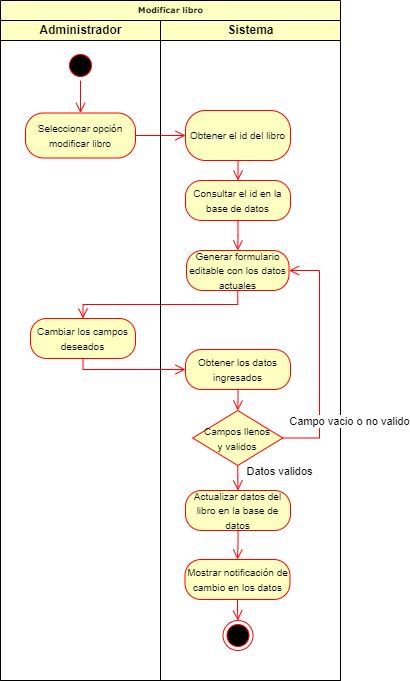 Modificar libro
Administrador
Sistema
Seleccionar opción
modificar libro
Obtener el id del libro
Consultar el id en la
base de datos
Generar formulario
editable con los datos
actuales
Cambiar los campos
deseados
Obtener los datos
ingresados
Campos llenos
y validos
Campo vacio o no valido
Datos validos
Actualizar datos del
libro en la base de
datos
Mostrar notificación de
cambio en los datos